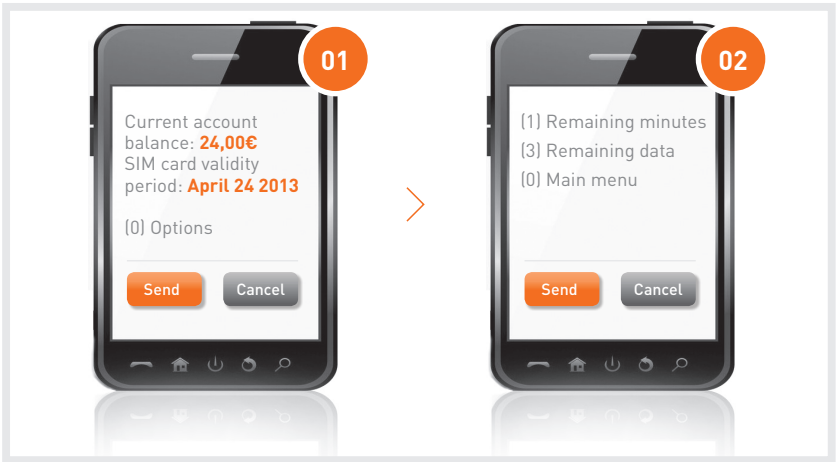 01
Current account
balance: 24,00€
SIM card validity
period: April 24 2013
(0) Options
Send
Cancel
02
(1) Remaining minutes
(3) Remaining data
(0) Main menu
Send
Cancel